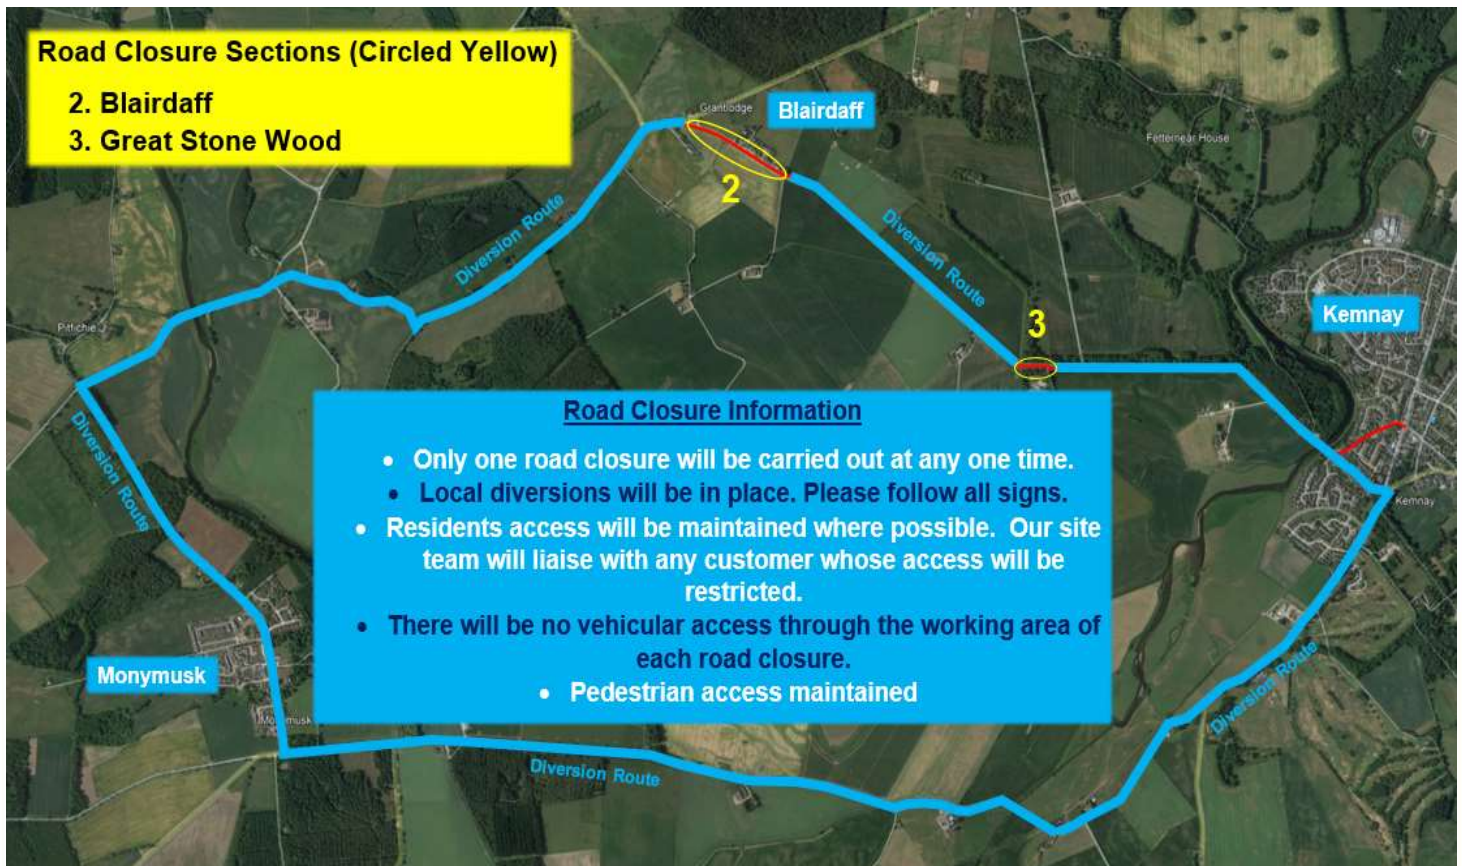 Road Closure Sections (Circled Yellow)
2. Blairdaff
3. Great Stone Wood
Grantlodge
Blairdaff
Fetternear House
2
Diversion Route
Diversion Route
Kemnay
3
Pitfichie
Road Closure Information
• Only one road closure will be carried out at any one time.
• Local diversions will be in place. Please follow all signs.
• Residents access will be maintained where possible. Our site
team will liaise with any customer whose access will be
restricted.
• There will be no vehicular access through the working area of
each road closure.
• Pedestrian access maintained
Diversion Route
Kemnay
Monymusk
Monymusk
Diversion Route
Diversion Route